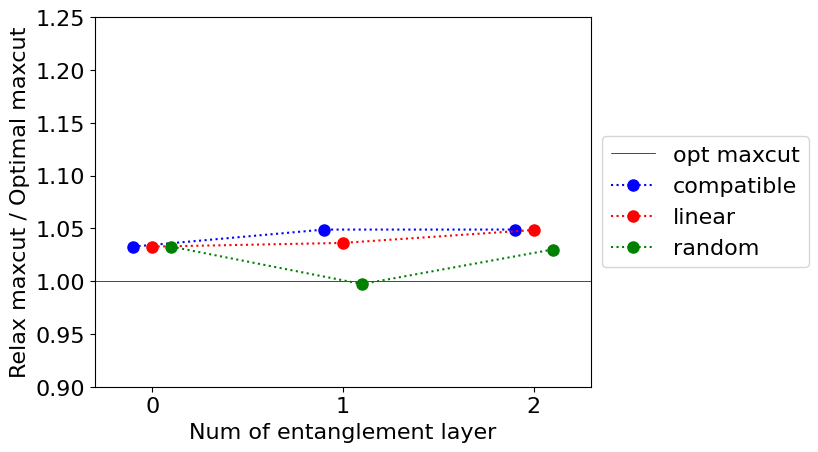 Relax maxcut / Optimal maxcut
1.25
1.20
1.15
1.10
1.05
1.00
0.95
0.90
0
1
2
Num of entanglement layer
opt maxcut
compatible
linear
random